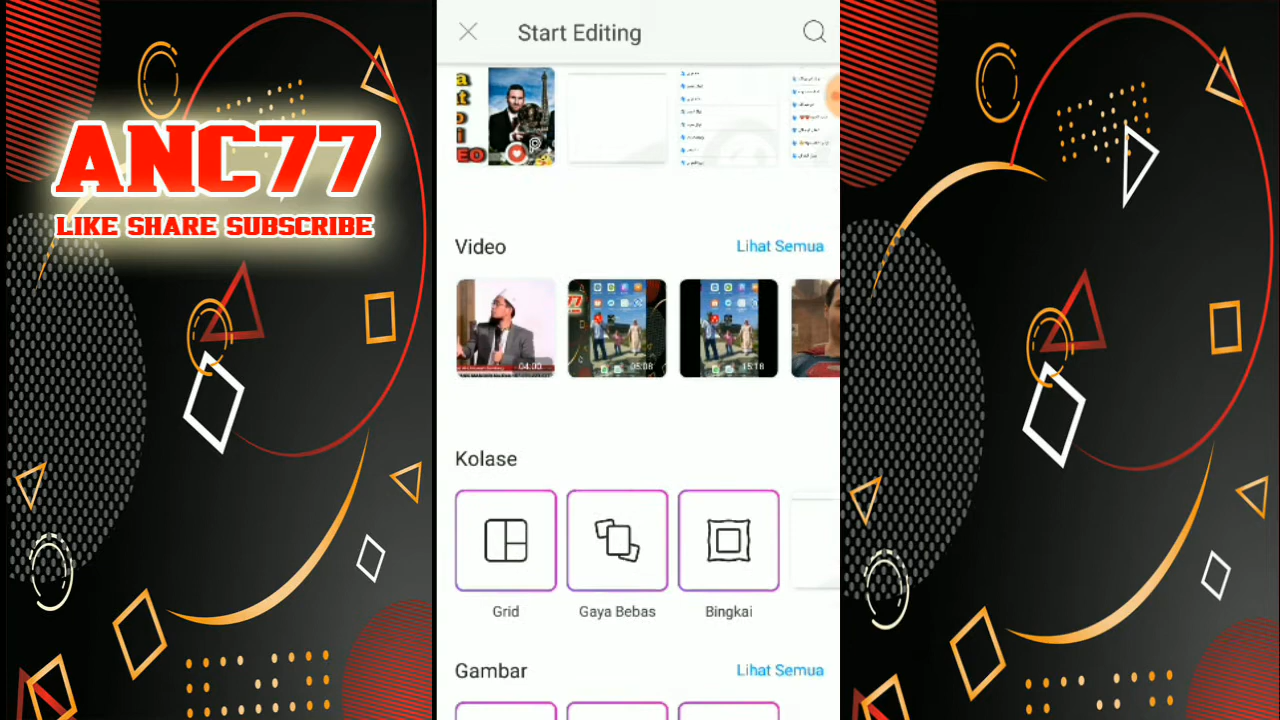 ANC77
LIKE SHARE SUBSCRIBE
Start Editing
Video
Lihat Semua
04:00
05:08
15:18
Kolase
Grid
Gaya Bebas
Bingkai
Gambar
Lihat Semua